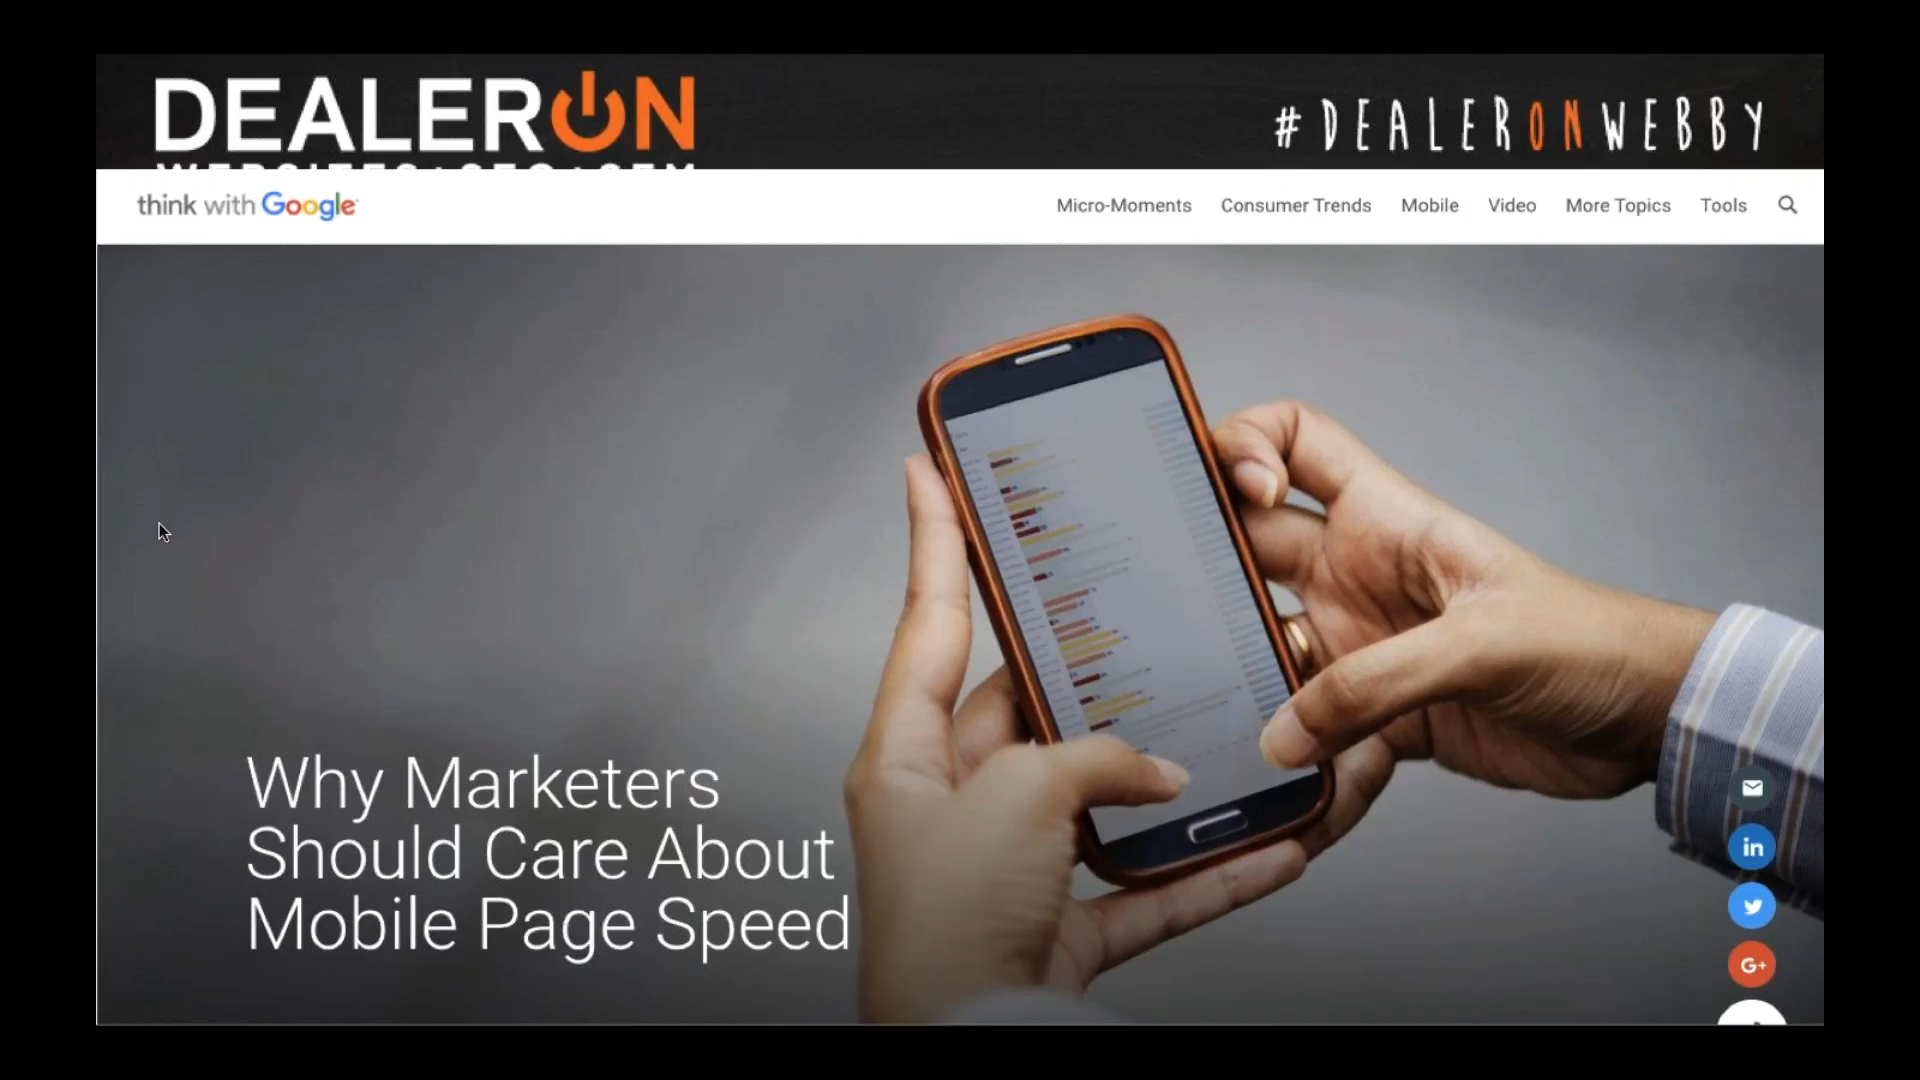 DEALERON
#DEALERONWEBBY
think with Google
Micro-Moments Consumer Trends Mobile Video More Topics Tools
Why Marketers
Should Care About
Mobile Page Speed
in
G+